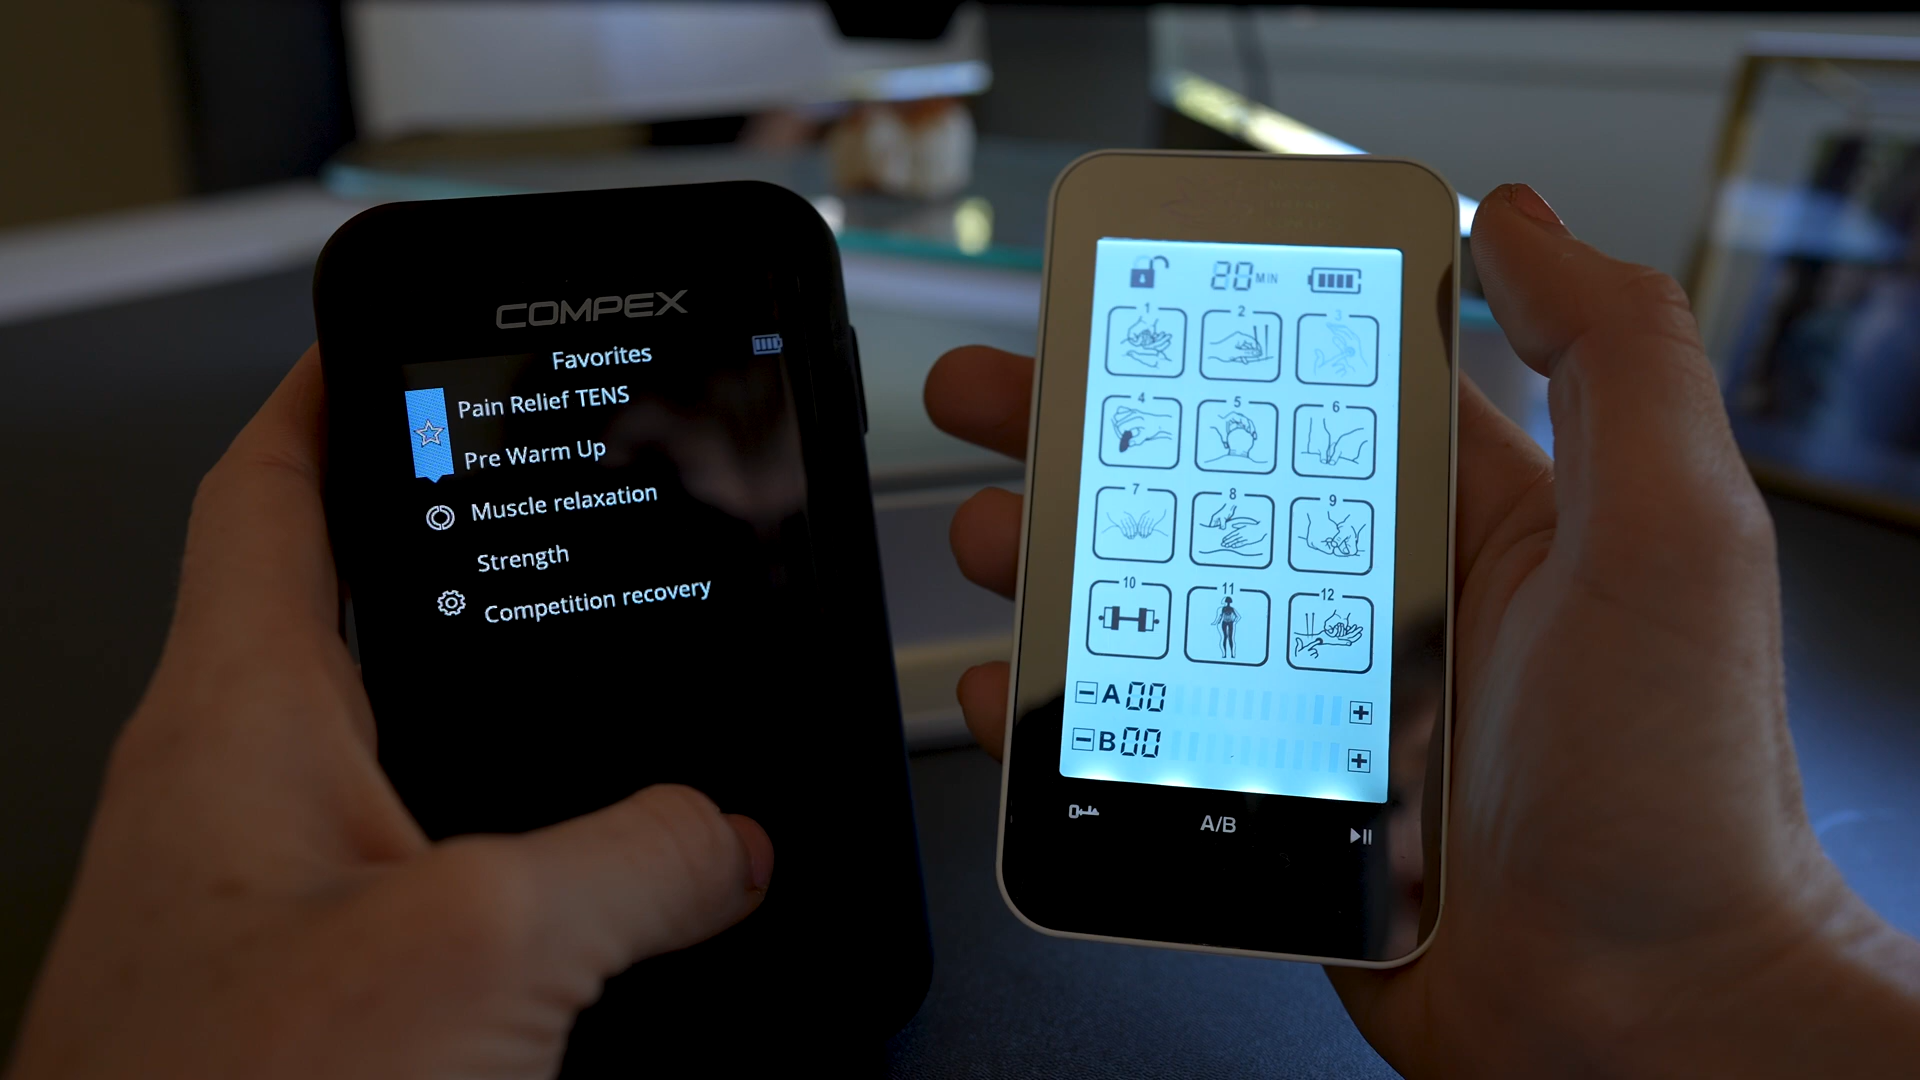 COMPEX
Favorites
Pain Relief TENS
Pre Warm Up
Muscle relaxation
Strength
Competition recovery
20 MIN
1 2 3
4 5 6
7 8 9
10 11 12
A 00
B 00
A/B